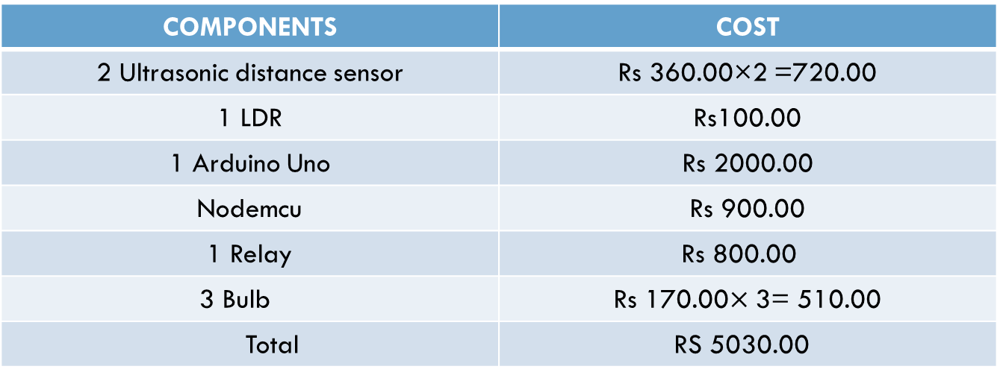 COMPONENTS COST
2 Ultrasonic distance sensor Rs 360.00×2 =720.00
1 LDR Rs100.00
1 Arduino Uno Rs 2000.00
Nodemcu Rs 900.00
1 Relay Rs 800.00
3 Bulb Rs 170.00× 3= 510.00
Total RS 5030.00